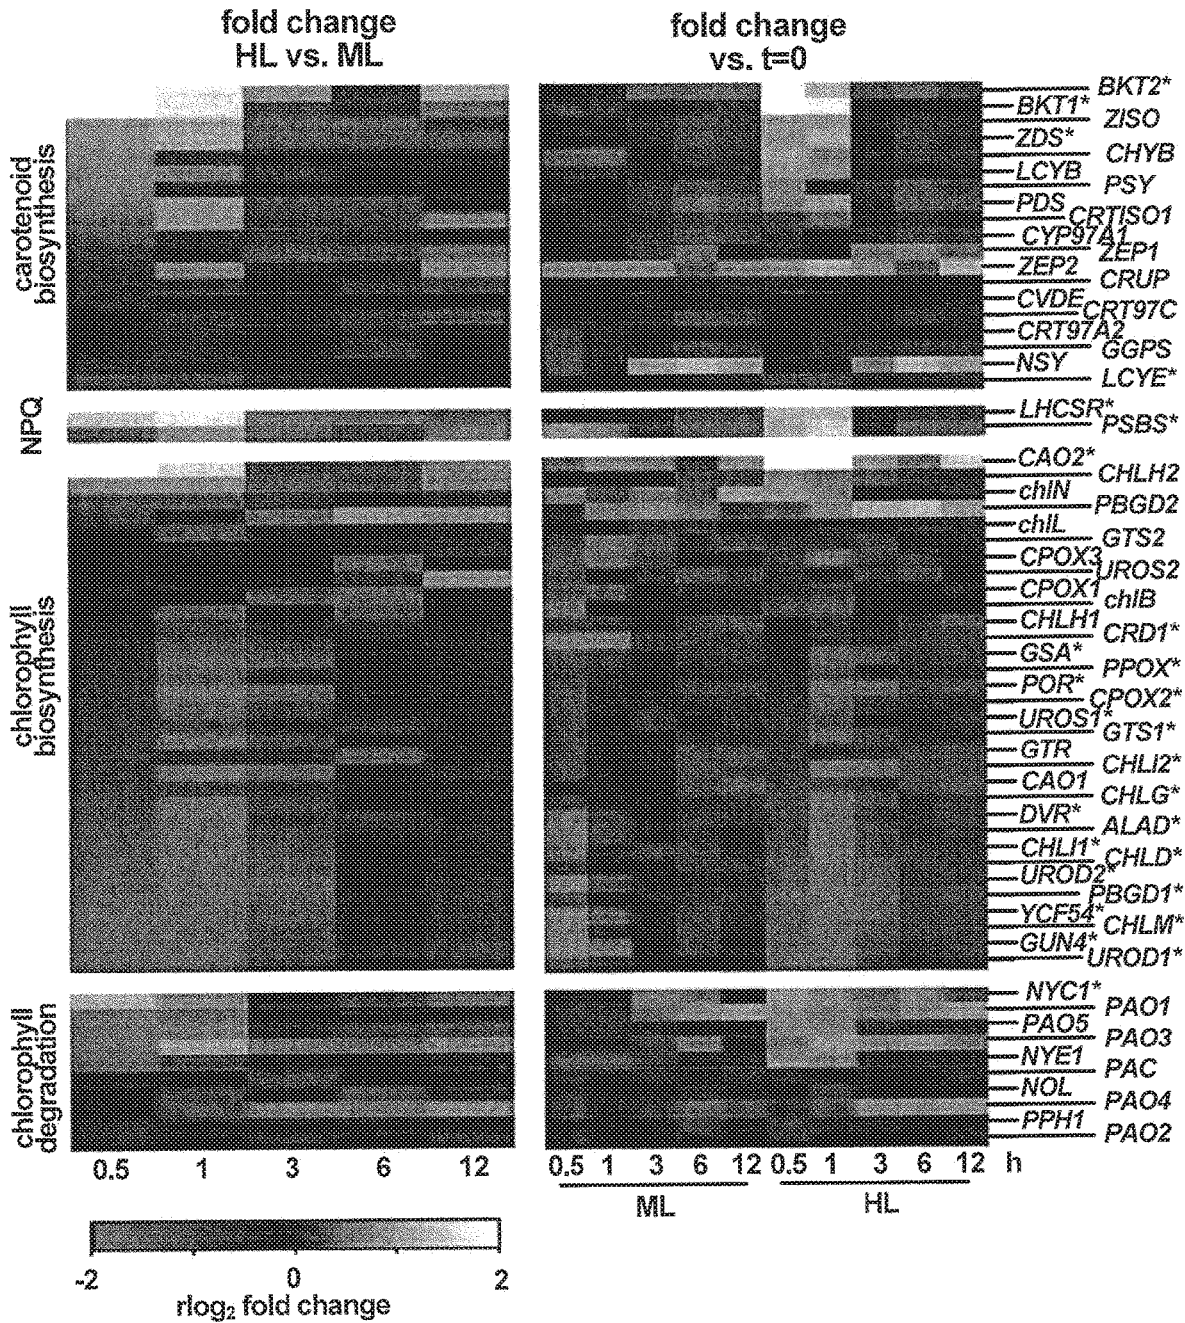 fold change
HL vs. ML
fold change
vs. t=0
carotenoid
biosynthesis
BKT2*
BKT1*
ZISO
ZDS*
CHYB
LCYB
PSY
PDS
CRTISO1
CYP97A1
ZEP1
ZEP2
CRUP
CVDE
CRT97C
CRT97A2
GGPS
NSY
LCYE*
NPQ
LHCSR*
PSBS*
chlorophyll
biosynthesis
CAO2*
CHLH2
chlN
PBGD2
chlL
GTS2
CPOX3
UROS2
CPOX1
chlB
CHLH1
CRD1*
GSA*
PPOX*
POR*
CPOX2*
UROS1*
GTS1*
GTR
CHLI2*
CAO1
CHLG*
DVR*
ALAD*
CHLI1*
CHLD*
UROD2*
PBGD1*
YCF54*
CHLM*
GUN4*
UROD1*
chlorophyll
degradation
NYC1*
PAO1
PAO5
PAO3
NYE1
PAC
NOL
PAO4
PPH1
PAO2
0.5 1 3 6 12
0.5 1 3 6 12 0.5 1 3 6 12 h
ML HL
-2 0 2
rlog₂ fold change